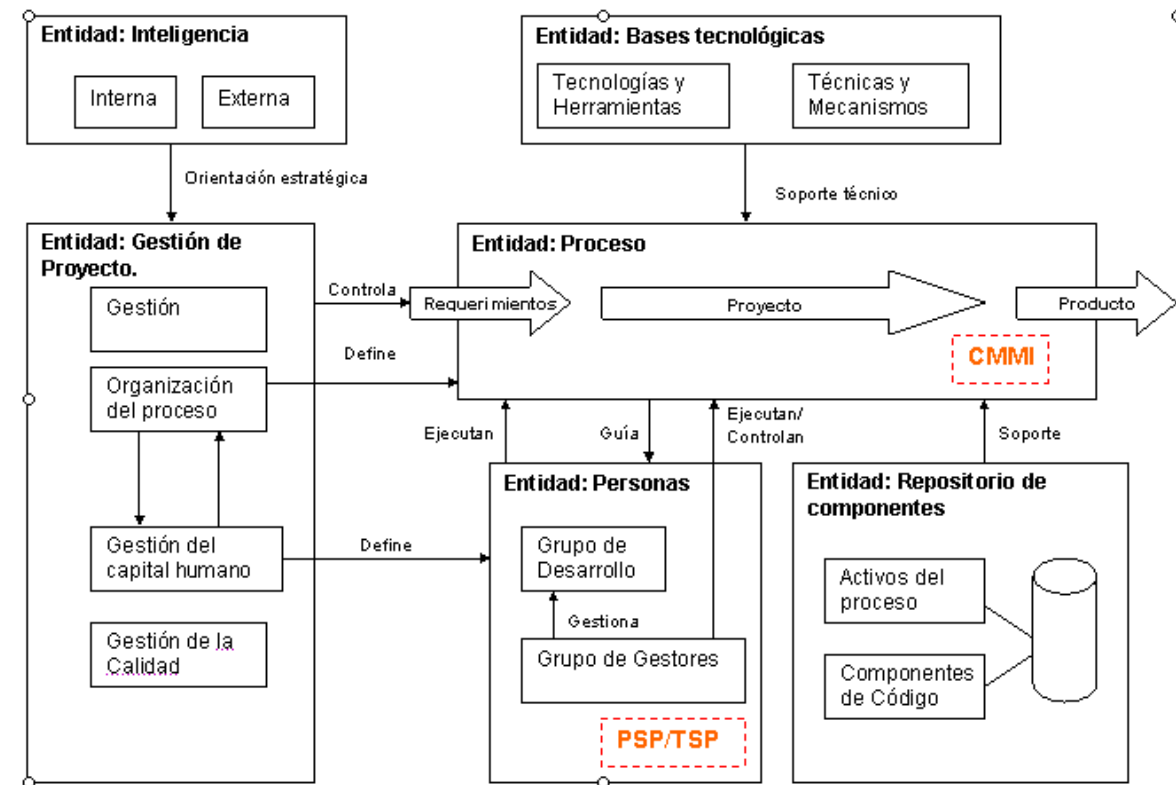 Entidad: Inteligencia
Interna
Externa
Entidad: Bases tecnológicas
Tecnologías y
Herramientas
Técnicas y
Mecanismos
Orientación estratégica
Soporte técnico
Entidad: Gestión de
Proyecto.
Gestión
Organización
del proceso
Gestión del
capital humano
Gestión de la
Calidad
Controla
Define
Define
Entidad: Proceso
Requerimientos
Proyecto
Producto
CMMI
Ejecutan
Guía
Ejecutan/
Controlan
Soporte
Entidad: Personas
Grupo de
Desarrollo
Gestiona
Grupo de Gestores
PSP/TSP
Entidad: Repositorio de
componentes
Activos del
proceso
Componentes
de Código